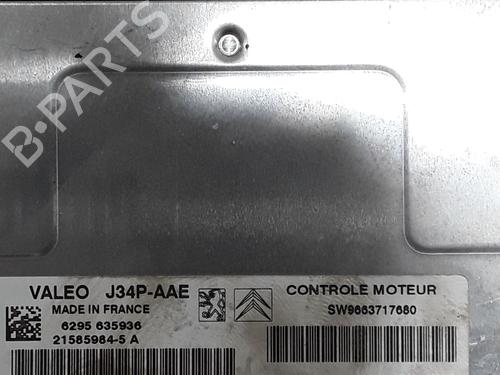 B-PARTS
VALEO J34P-AAE
MADE IN FRANCE
6295 635936
21585984-5 A
CONTROLE MOTEUR
SW9663717680